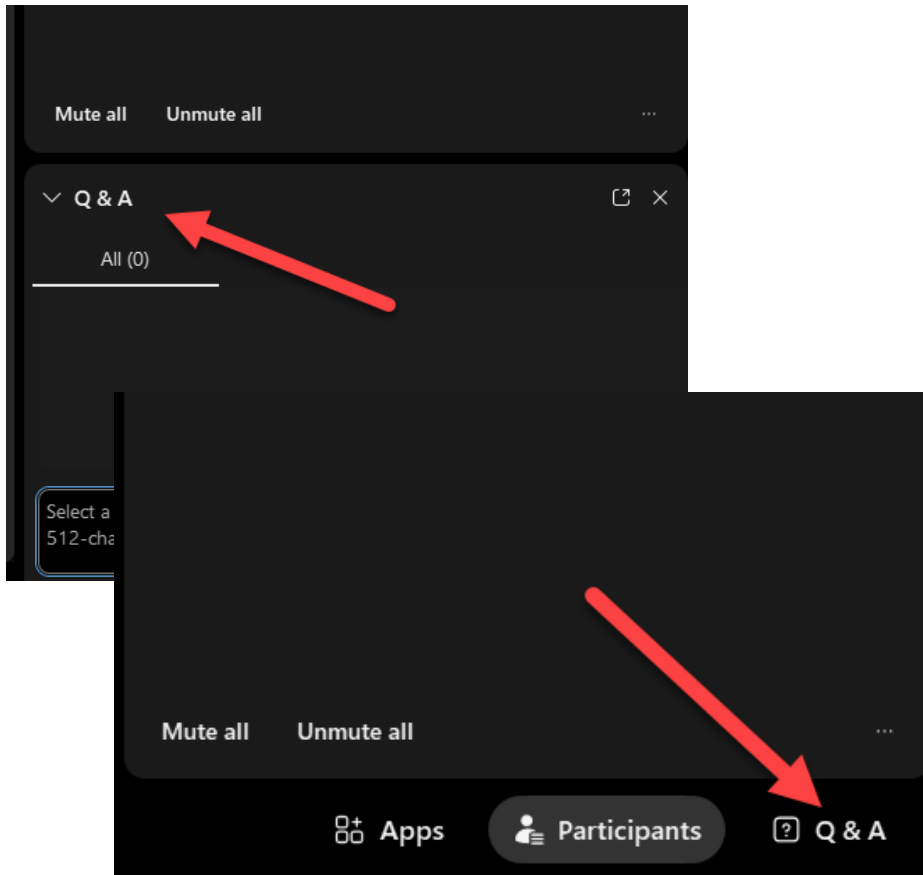 Mute all Unmute all ...
Q & A
All (0)
Select a
512-cha
Mute all Unmute all ...
Apps Participants ? Q & A